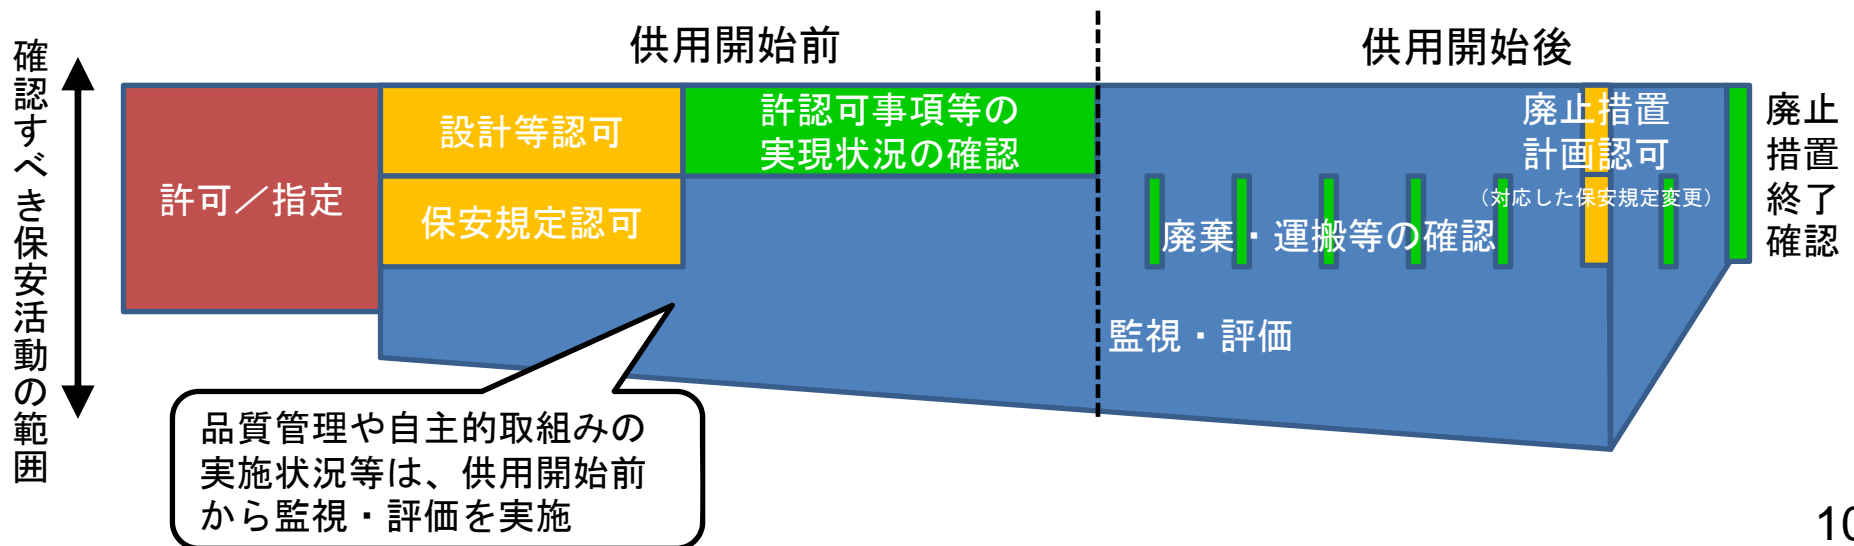 確認すべき保安活動の範囲
供用開始前
供用開始後
許可／指定
設計等認可
保安規定認可
許認可事項等の
実現状況の確認
廃止措置
計画認可
（対応した保安規定変更）
廃棄・運搬等の確認
監視・評価
廃止
措置
終了
確認
品質管理や自主的取組みの
実施状況等は、供用開始前
から監視・評価を実施
10